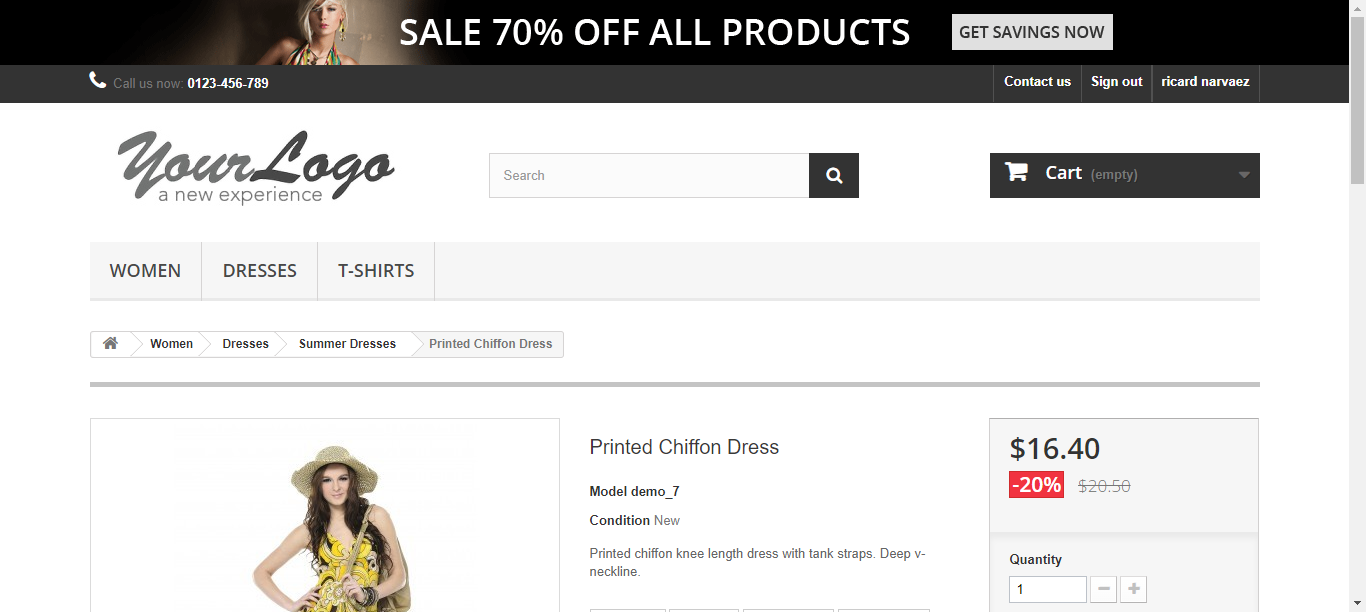 SALE 70% OFF ALL PRODUCTS GET SAVINGS NOW
Call us now: 0123-456-789 Contact us Sign out ricard narvaez
YourLogo
a new experience
Search
Cart (empty)
WOMEN DRESSES T-SHIRTS
Women Dresses Summer Dresses Printed Chiffon Dress
Printed Chiffon Dress
Model demo_7
Condition New
Printed chiffon knee length dress with tank straps. Deep v-
neckline.
$16.40
-20% $20.50
Quantity
1